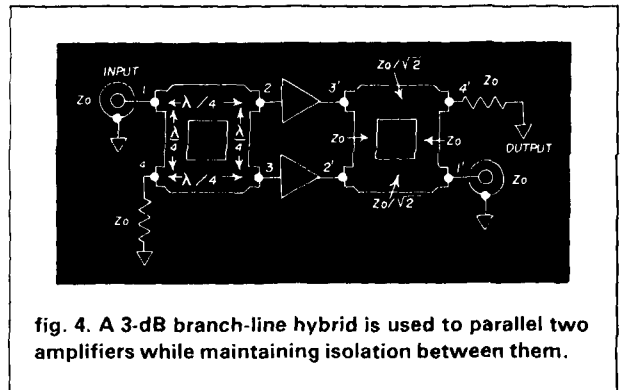 INPUT
Zo
1
λ/4
2
3'
Zo/√2
4'
Zo
λ/4
λ/4
Zo
Zo
OUTPUT
4
λ/4
3
2'
Zo/√2
1'
Zo
Zo
fig. 4. A 3-dB branch-line hybrid is used to parallel two
amplifiers while maintaining isolation between them.